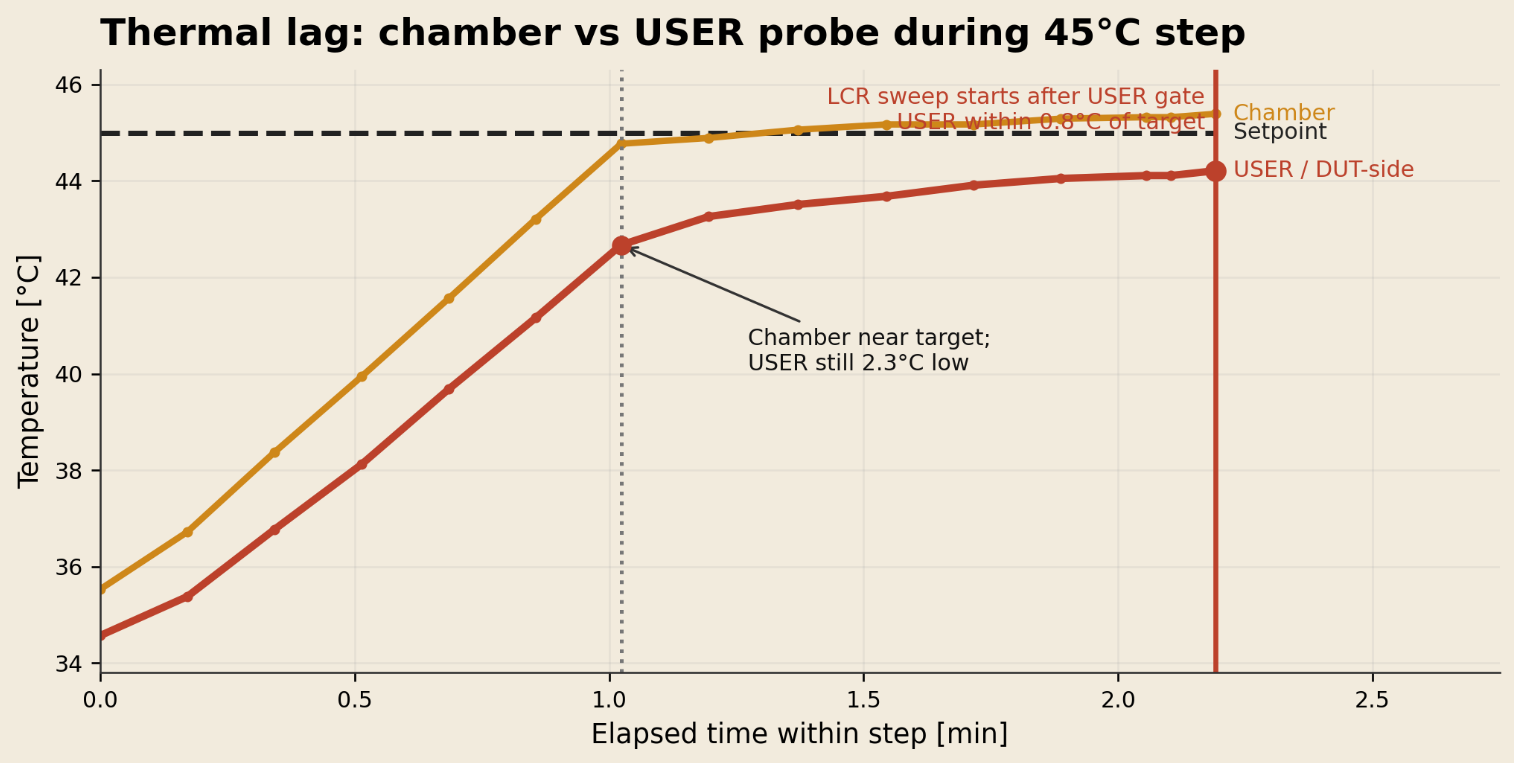 Thermal lag: chamber vs USER probe during 45°C step
46
44
42
40
38
36
34
Temperature [°C]
LCR sweep starts after USER gate
USER within 0.8°C of target
Chamber
Setpoint
USER / DUT-side
Chamber near target;
USER still 2.3°C low
0.0
0.5
1.0
1.5
2.0
2.5
Elapsed time within step [min]